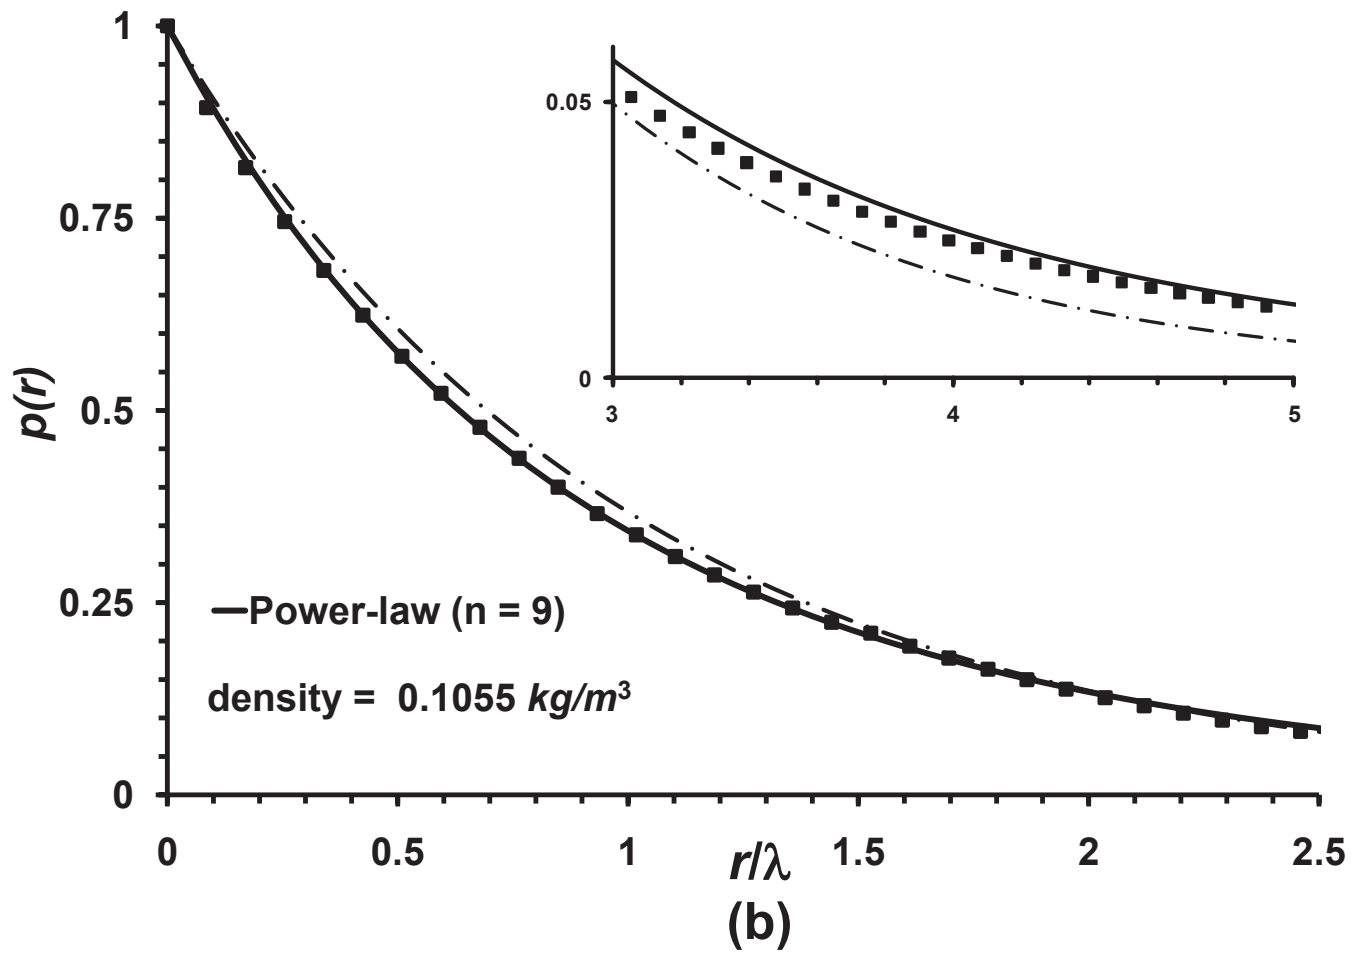 1
0.75
0.5
0.25
0
p(r)
0.05
0
3 4 5
Power-law (n = 9)
density = 0.1055 kg/m³
0 0.5 1 1.5 2 2.5
r/λ
(b)